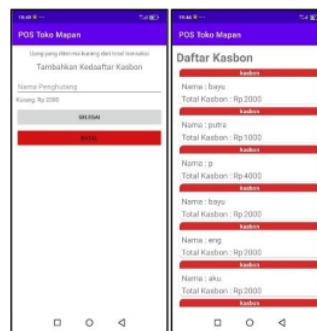 POS Toko Mapan
Uang yang diterima kurang dari total transaksi
Tambahkan Kedaaftar Kasbon
Nama Penghutang
Kurang: Rp 2000
SELESAI
BATAL
POS Toko Mapan
Daftar Kasbon
kasbon
Nama : bayu
Total Kasbon : Rp 2000
kasbon
Nama : putra
Total Kasbon : Rp 1000
kasbon
Nama : p
Total Kasbon : Rp 4000
kasbon
Nama : bayu
Total Kasbon : Rp 2000
kasbon
Nama : eng
Total Kasbon : Rp 2000
kasbon
Nama : aku
Total Kasbon : Rp 2000
kasbon